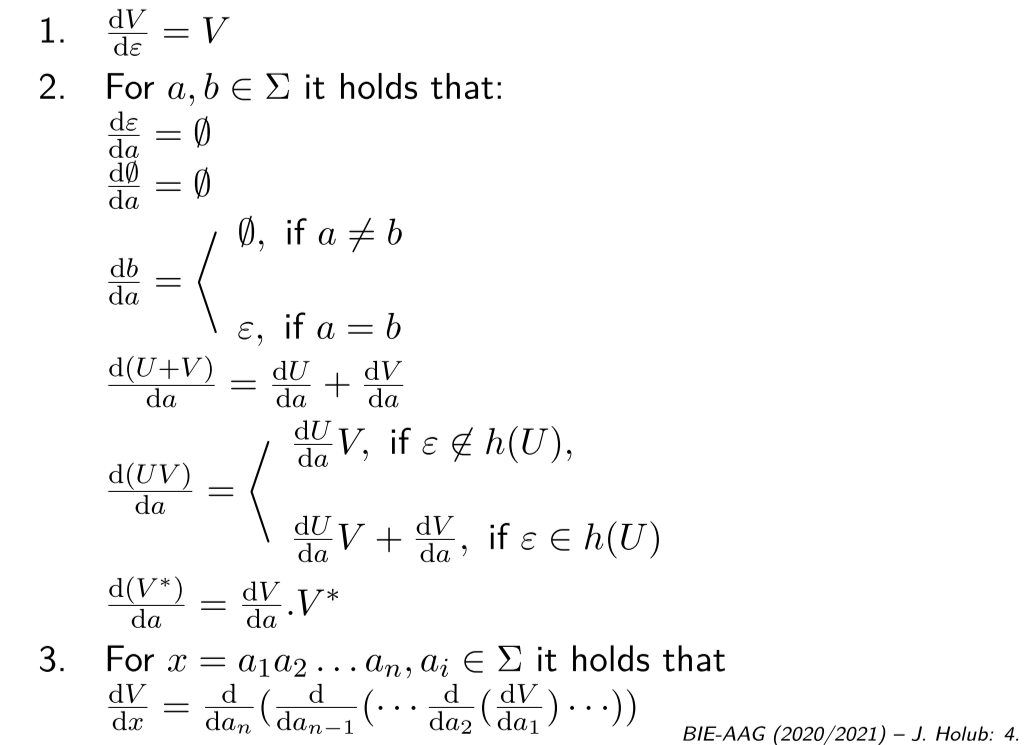 1. dV/dε = V
2. For a, b ∈ Σ it holds that:
dε/da = ∅
d∅/da = ∅
∅, if a ≠ b
db/da =
ε, if a = b
d(U+V)/da = dU/da + dV/da
dU/da V, if ε ∉ h(U),
d(UV)/da =
dU/da V + dV/da, if ε ∈ h(U)
d(V*)/da = dV/da.V*
3. For x = a₁a₂ … aₙ, aᵢ ∈ Σ it holds that
dV/dx = d/daₙ(d/daₙ₋₁(⋯ d/da₂(dV/da₁)⋯))
BIE-AAG (2020/2021) – J. Holub: 4.